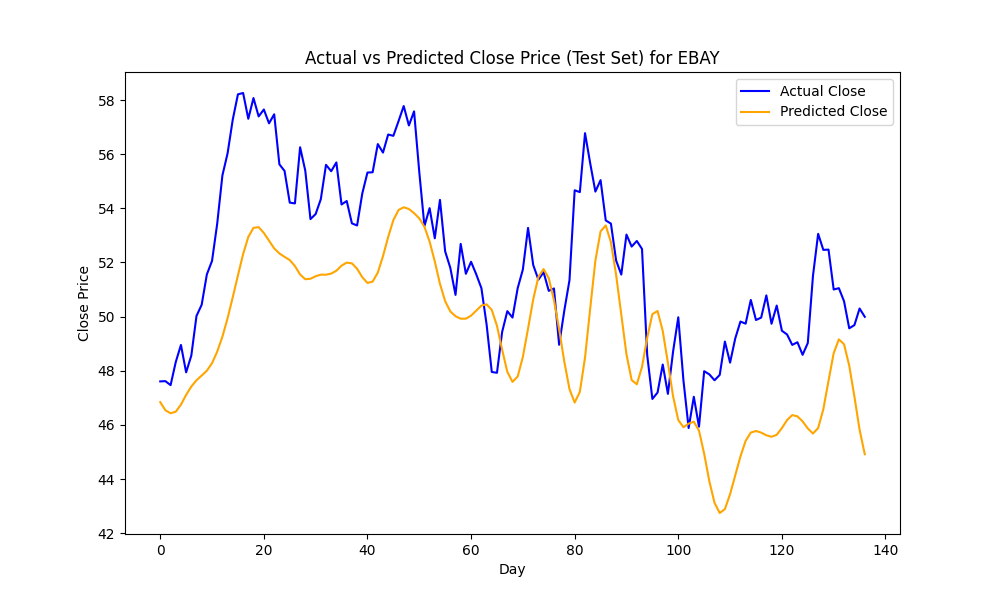 Actual vs Predicted Close Price (Test Set) for EBAY
Actual Close
Predicted Close
Close Price
58
56
54
52
50
48
46
44
42
0 20 40 60 80 100 120 140
Day